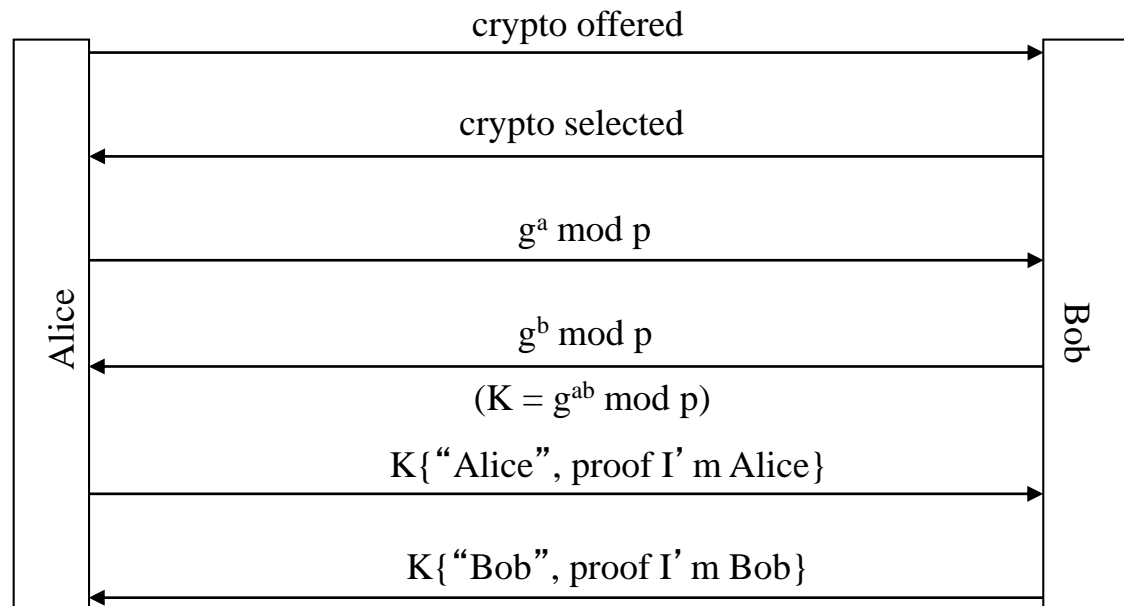 crypto offered
crypto selected
gᵃ mod p
Alice
Bob
gᵇ mod p
(K = gᵃᵇ mod p)
K{“Alice”, proof I’ m Alice}
K{“Bob”, proof I’ m Bob}